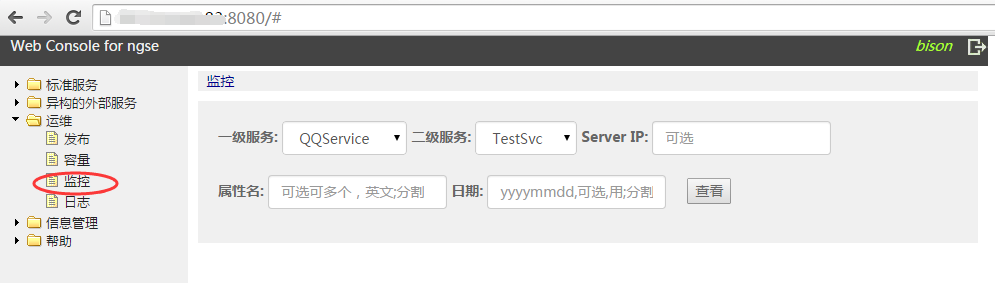 :8080/#
Web Console for ngse bison
标准服务
异构的外部服务
运维
发布
容量
监控
日志
信息管理
帮助
监控
一级服务: QQService 二级服务: TestSvc Server IP: 可选
属性名: 可选可多个，英文;分割 日期: yyyymmdd,可选,用;分割 查看